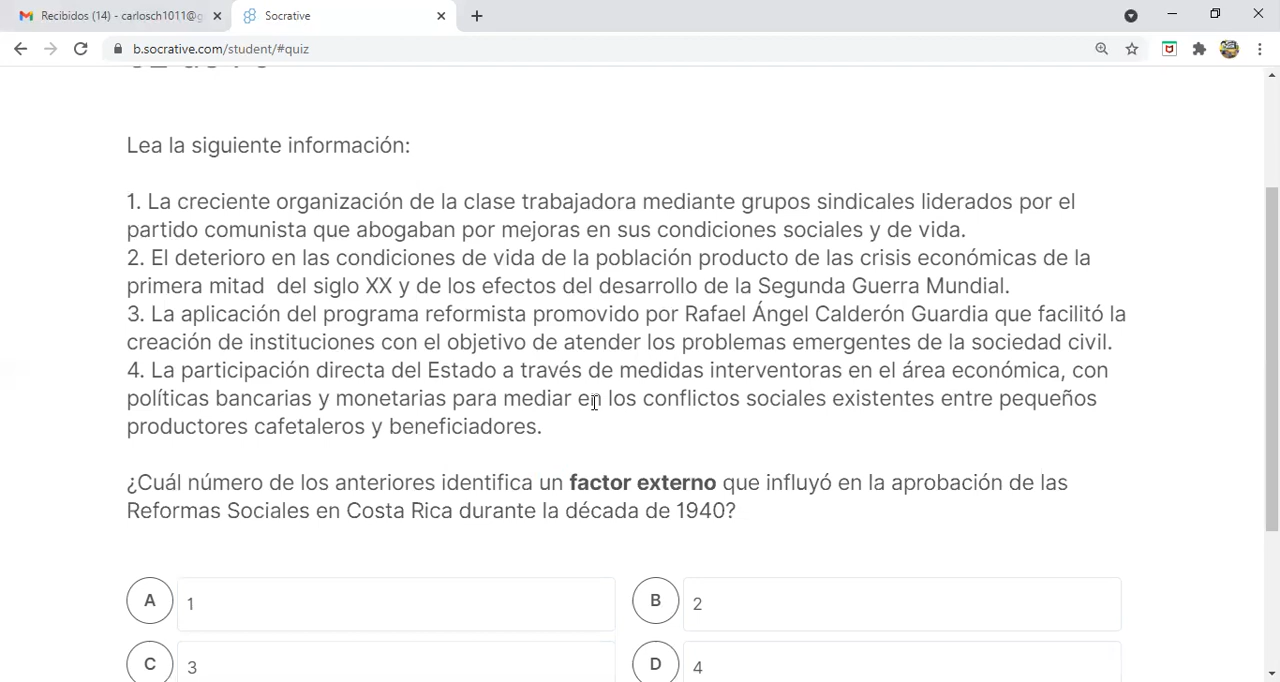 Recibidos (14) - carlosch1011@g
Socrative
b.socrative.com/student/#quiz
Lea la siguiente información:
1. La creciente organización de la clase trabajadora mediante grupos sindicales liderados por el
partido comunista que abogaban por mejoras en sus condiciones sociales y de vida.
2. El deterioro en las condiciones de vida de la población producto de las crisis económicas de la
primera mitad  del siglo XX y de los efectos del desarrollo de la Segunda Guerra Mundial.
3. La aplicación del programa reformista promovido por Rafael Ángel Calderón Guardia que facilitó la
creación de instituciones con el objetivo de atender los problemas emergentes de la sociedad civil.
4. La participación directa del Estado a través de medidas interventoras en el área económica, con
políticas bancarias y monetarias para mediar en los conflictos sociales existentes entre pequeños
productores cafetaleros y beneficiadores.
¿Cuál número de los anteriores identifica un factor externo que influyó en la aprobación de las
Reformas Sociales en Costa Rica durante la década de 1940?
A 1
B 2
C 3
D 4